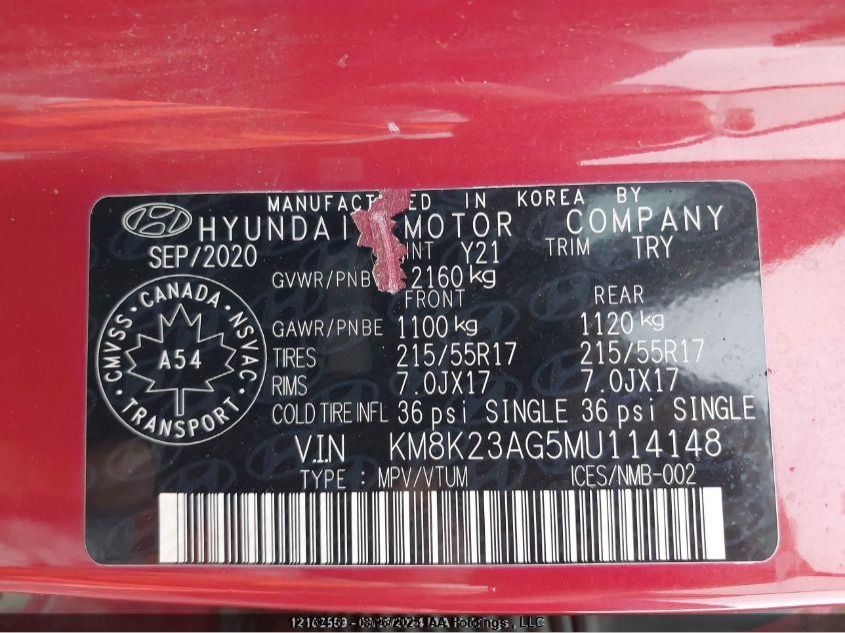 MANUFACTURED IN KOREA BY
HYUNDAI MOTOR COMPANY
SEP/2020 Y21 TRIM TRY
GVWR/PNB 2160 kg
FRONT REAR
GAWR/PNBE 1100 kg 1120 kg
TIRES 215/55R17 215/55R17
RIMS 7.0JX17 7.0JX17
COLD TIRE INFL 36 psi SINGLE 36 psi SINGLE
CMVSS · CANADA · NSVAC
A54
· TRANSPORT ·
V.I.N KM8K23AG5MU114148
TYPE : MPV/VTUM ICES/NMB-002
AA Holdings , LLC